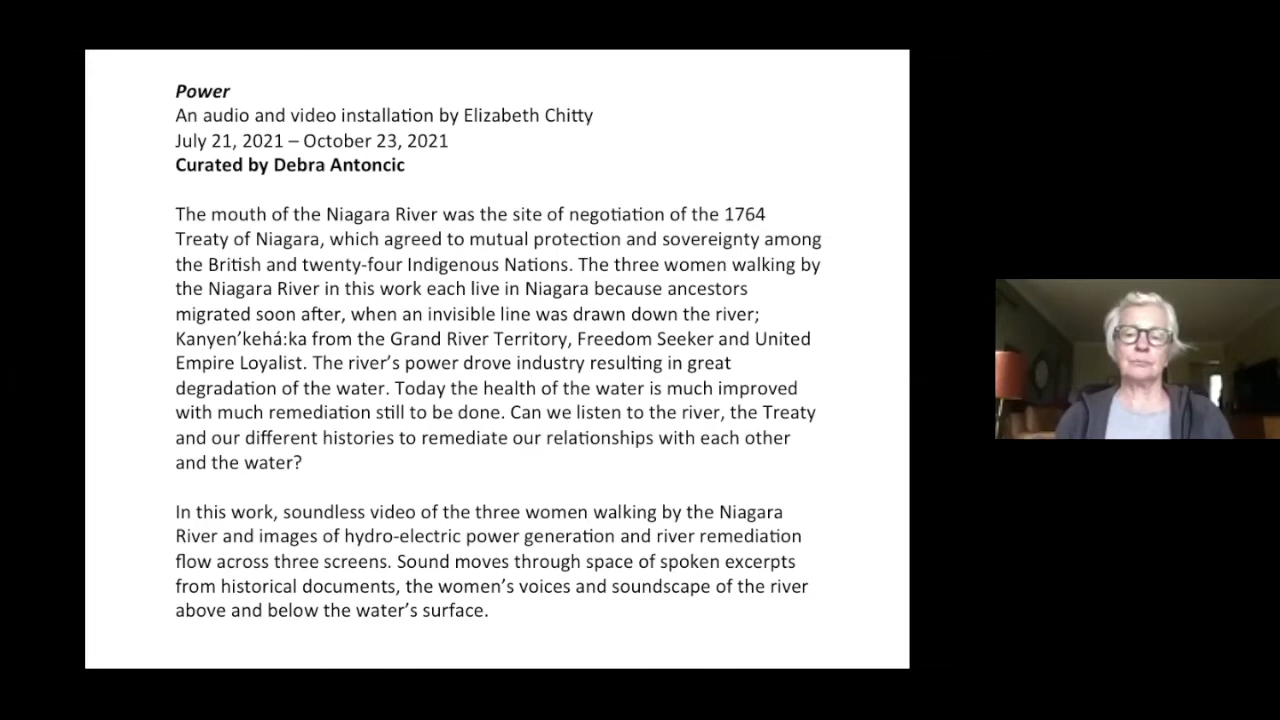 Power
An audio and video installation by Elizabeth Chitty
July 21, 2021 – October 23, 2021
Curated by Debra Antoncic
The mouth of the Niagara River was the site of negotiation of the 1764
Treaty of Niagara, which agreed to mutual protection and sovereignty among
the British and twenty-four Indigenous Nations. The three women walking by
the Niagara River in this work each live in Niagara because ancestors
migrated soon after, when an invisible line was drawn down the river;
Kanyen’kehá:ka from the Grand River Territory, Freedom Seeker and United
Empire Loyalist. The river’s power drove industry resulting in great
degradation of the water. Today the health of the water is much improved
with much remediation still to be done. Can we listen to the river, the Treaty
and our different histories to remediate our relationships with each other
and the water?
In this work, soundless video of the three women walking by the Niagara
River and images of hydro-electric power generation and river remediation
flow across three screens. Sound moves through space of spoken excerpts
from historical documents, the women’s voices and soundscape of the river
above and below the water’s surface.